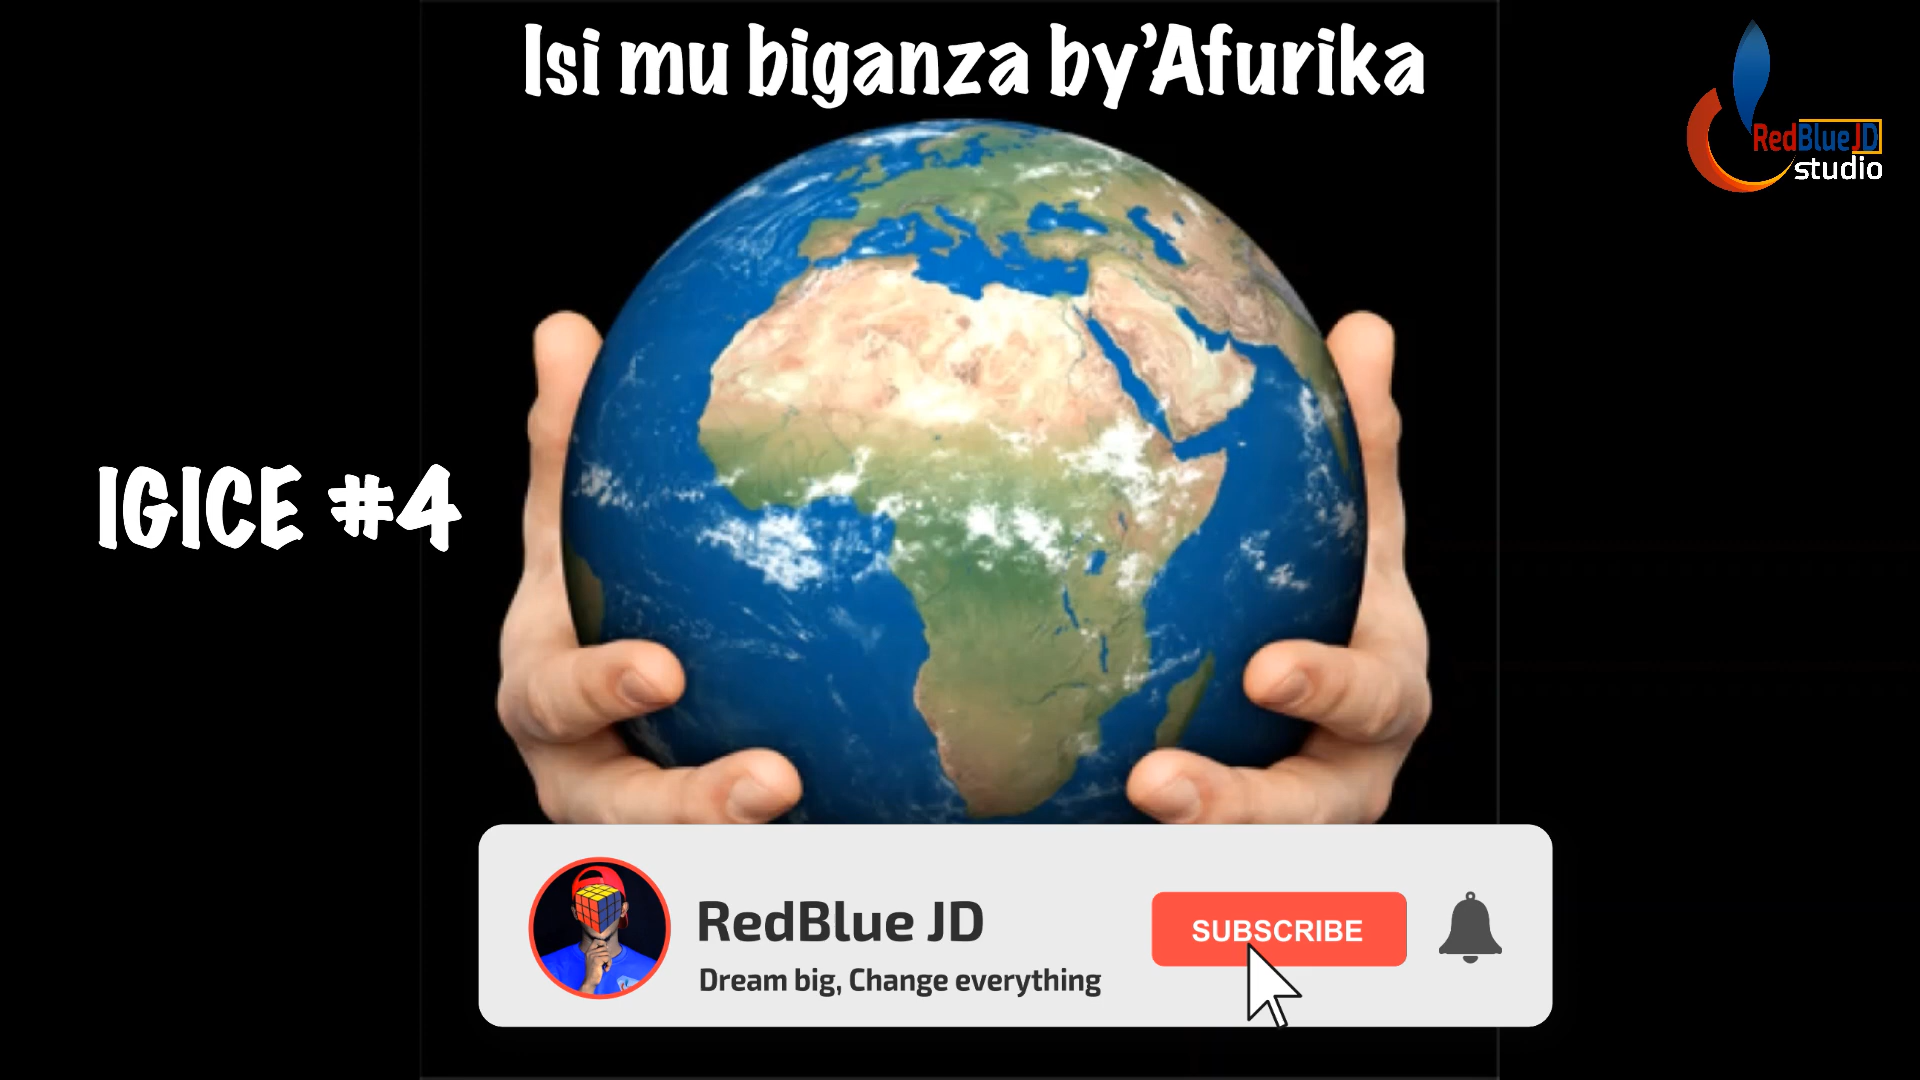 Isi mu biganza by'Afurika
RedBlueJD
studio
IGICE #4
RedBlue JD
Dream big, Change everything
SUBSCRIBE